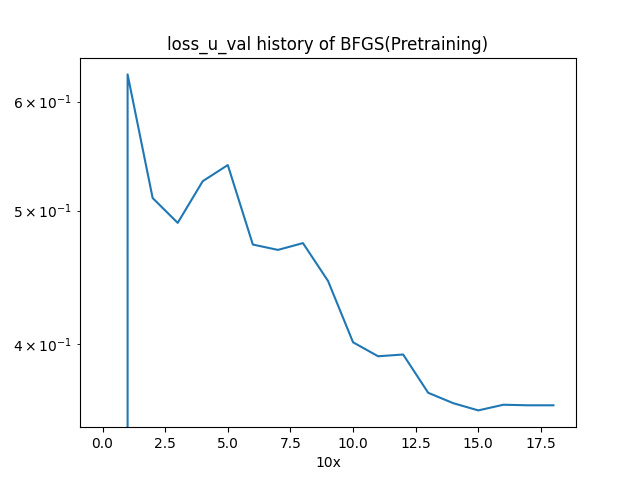 loss_u_val history of BFGS(Pretraining)
6 × 10⁻¹
5 × 10⁻¹
4 × 10⁻¹
0.0 2.5 5.0 7.5 10.0 12.5 15.0 17.5
10x